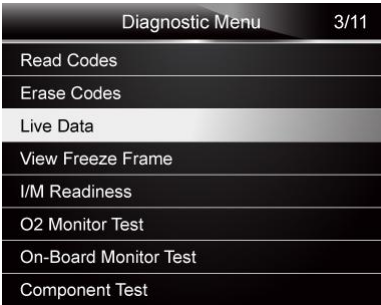 Diagnostic Menu 3/11
Read Codes
Erase Codes
Live Data
View Freeze Frame
I/M Readiness
O2 Monitor Test
On-Board Monitor Test
Component Test